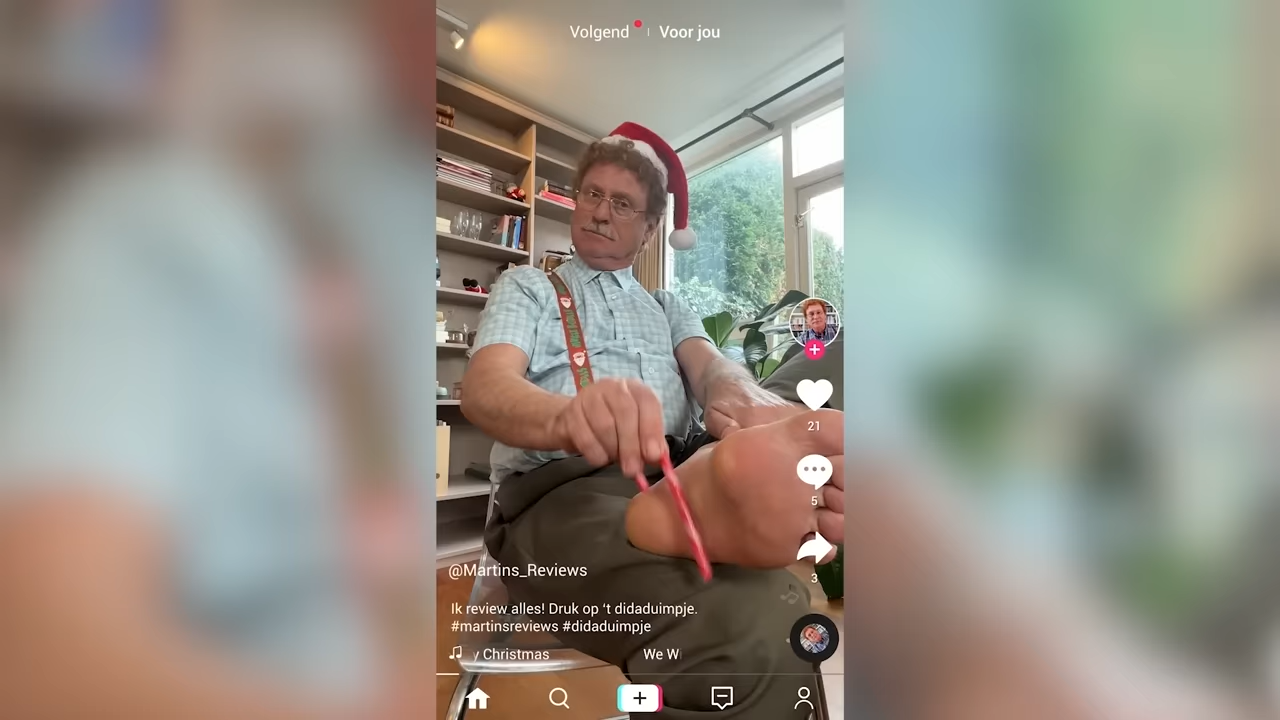 Volgend
Voor jou
21
5
3
@Martins_Reviews
Ik review alles! Druk op ‘t didaduimpje.
#martinsreviews #didaduimpje
y Christmas We W